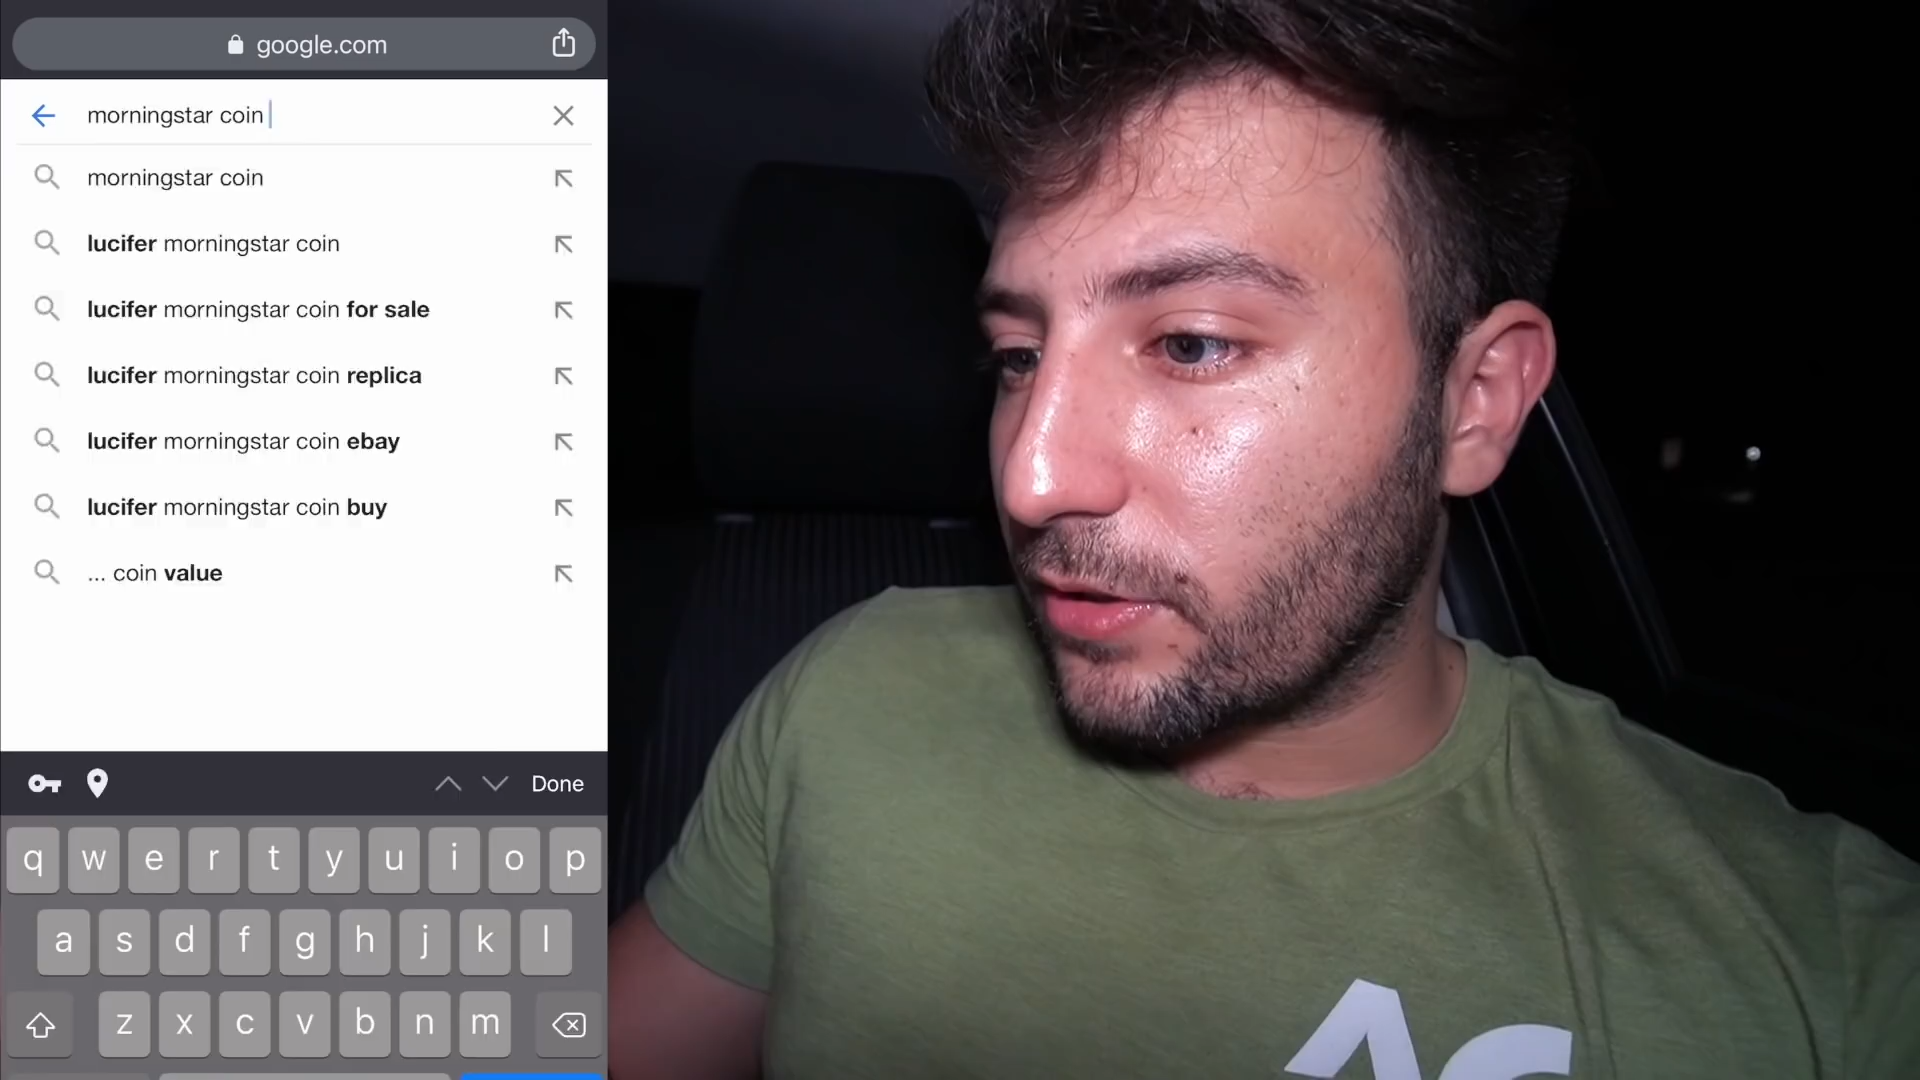 google.com
morningstar coin
morningstar coin
lucifer morningstar coin
lucifer morningstar coin for sale
lucifer morningstar coin replica
lucifer morningstar coin ebay
lucifer morningstar coin buy
... coin value
Done
q w e r t y u i o p
a s d f g h j k l
z x c v b n m